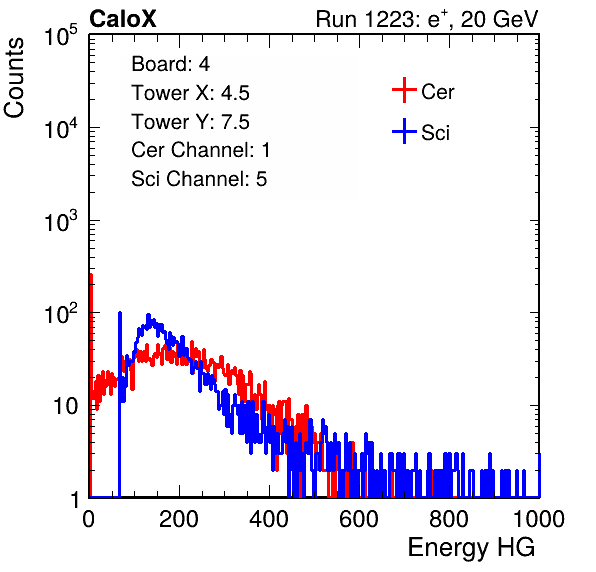 CaloX Run 1223: e⁺, 20 GeV
Counts
Board: 4
Tower X: 4.5
Tower Y: 7.5
Cer Channel: 1
Sci Channel: 5
Cer
Sci
10⁵
10⁴
10³
10²
10
1
0 200 400 600 800 1000
Energy HG